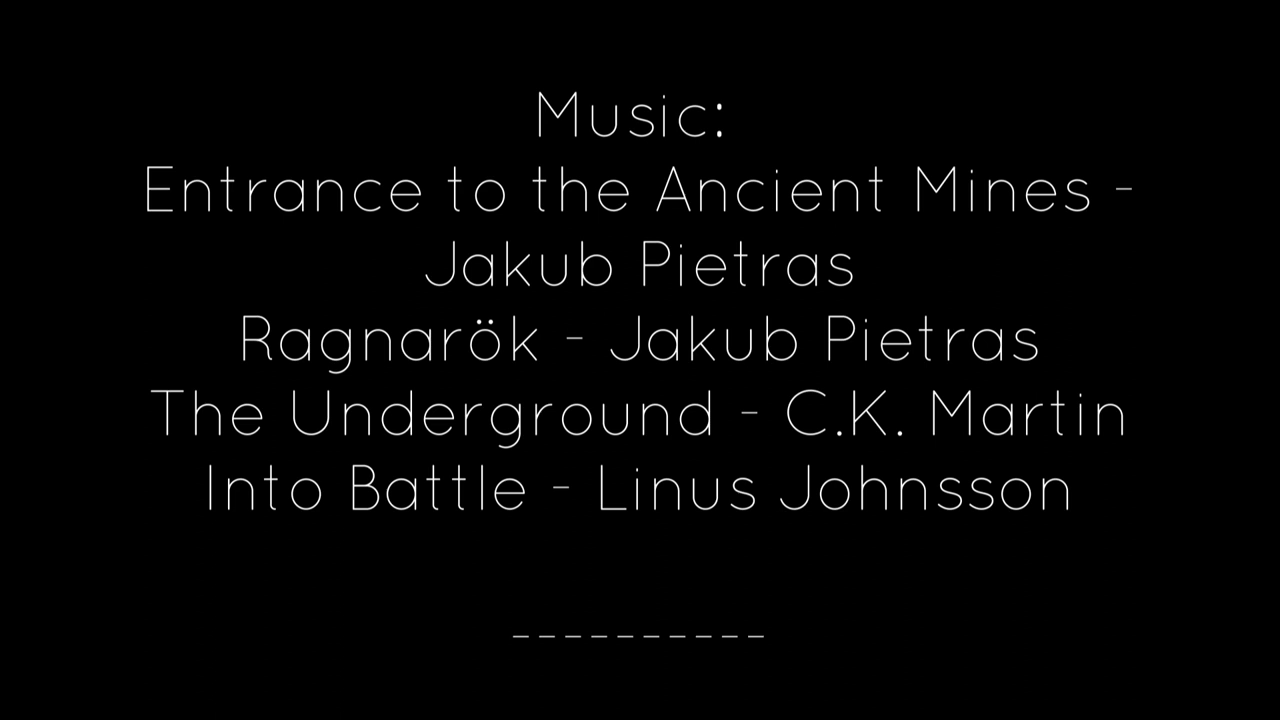 Music:
Entrance to the Ancient Mines -
Jakub Pietras
Ragnarök - Jakub Pietras
The Underground - C.K. Martin
Into Battle - Linus Johnsson
----------